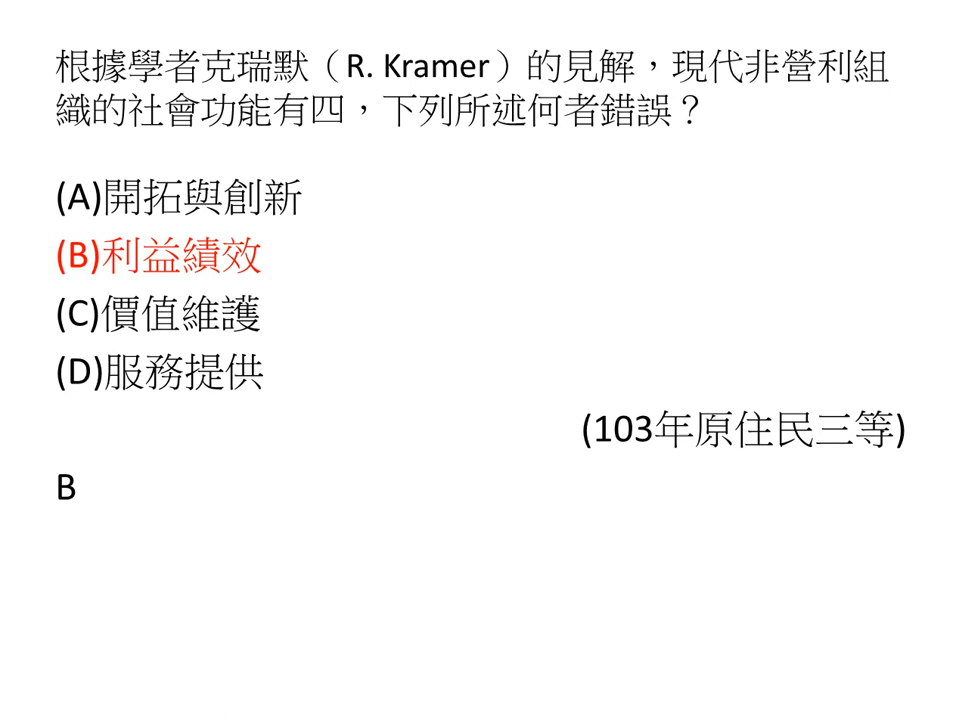 根據學者克瑞默（R. Kramer）的見解，現代非營利組
織的社會功能有四，下列所述何者錯誤？
(A)開拓與創新
(B)利益績效
(C)價值維護
(D)服務提供
(103年原住民三等)
B